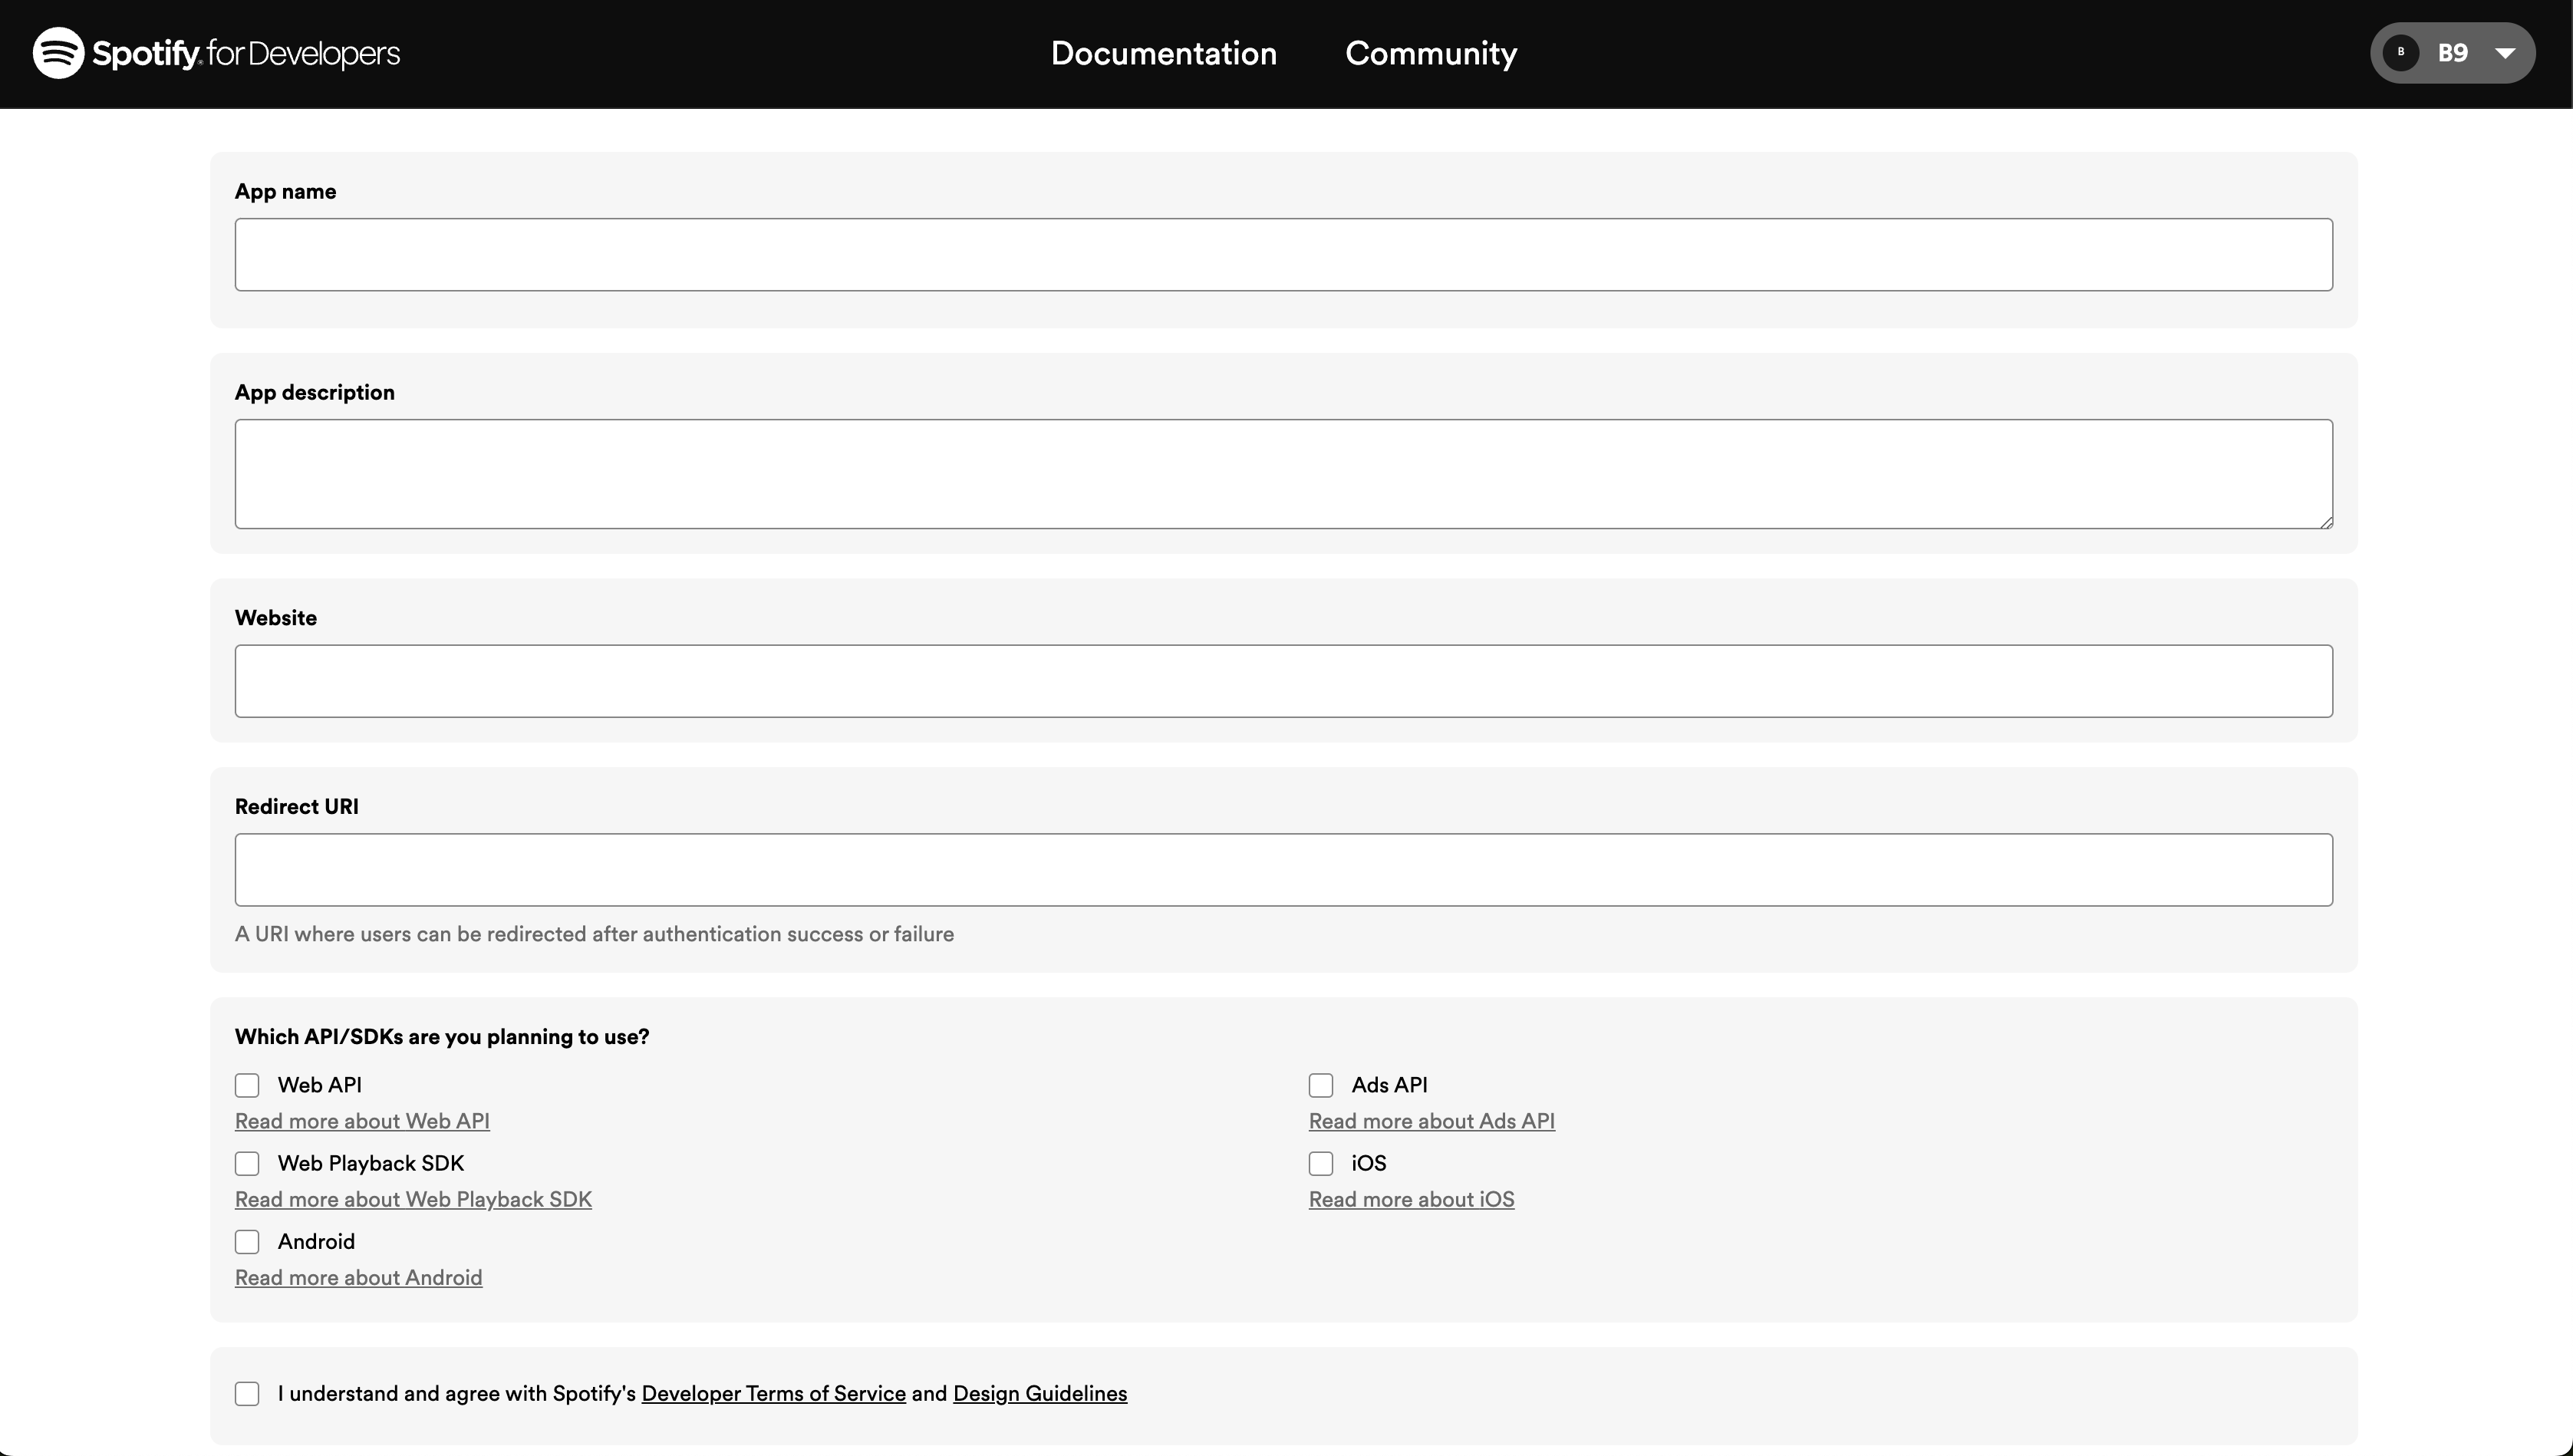 Spotify for Developers
Documentation
Community
B
B9
App name
App description
Website
Redirect URI
A URI where users can be redirected after authentication success or failure
Which API/SDKs are you planning to use?
Web API
Read more about Web API
Ads API
Read more about Ads API
Web Playback SDK
Read more about Web Playback SDK
iOS
Read more about iOS
Android
Read more about Android
I understand and agree with Spotify's Developer Terms of Service and Design Guidelines